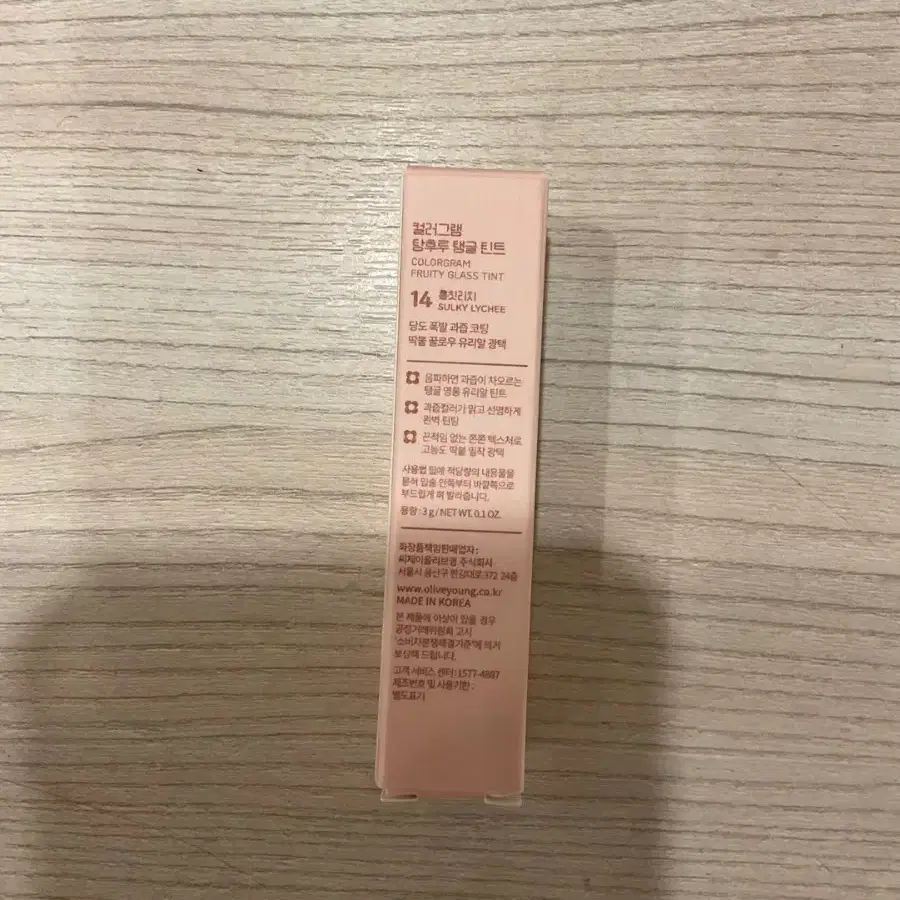 컬러그램
탕후루 탱글 틴트
COLORGRAM
FRUITY GLASS TINT
14 뿅칫리치
SULKY LYCHEE
당도 폭발 과즙 코팅
딱붙 꿀로우 유리알 광택
음파하면 과즙이 차오르는
탱글 영롱 유리알 틴트
과즙컬러가 맑고 선명하게
완벽 틴팅
끈적임 없는 쫀쫀 텍스처로
고농도 딱붙 밀착 광택
사용법 팁에 적당량의 내용물을
묻혀 입술 안쪽부터 바깥쪽으로
부드럽게 펴 발라줍니다.
용량 : 3 g / NET WT. 0.1 OZ.
화장품책임판매업자 :
씨제이올리브영 주식회사
서울시 용산구 한강대로 372 24층
www.oliveyoung.co.kr
MADE IN KOREA
본 제품에 이상이 있을 경우
공정거래위원회 고시
'소비자분쟁해결기준'에 의거
보상해 드립니다.
고객 서비스 센터 : 1577-4887
제조번호 및 사용기한 :
별도표기